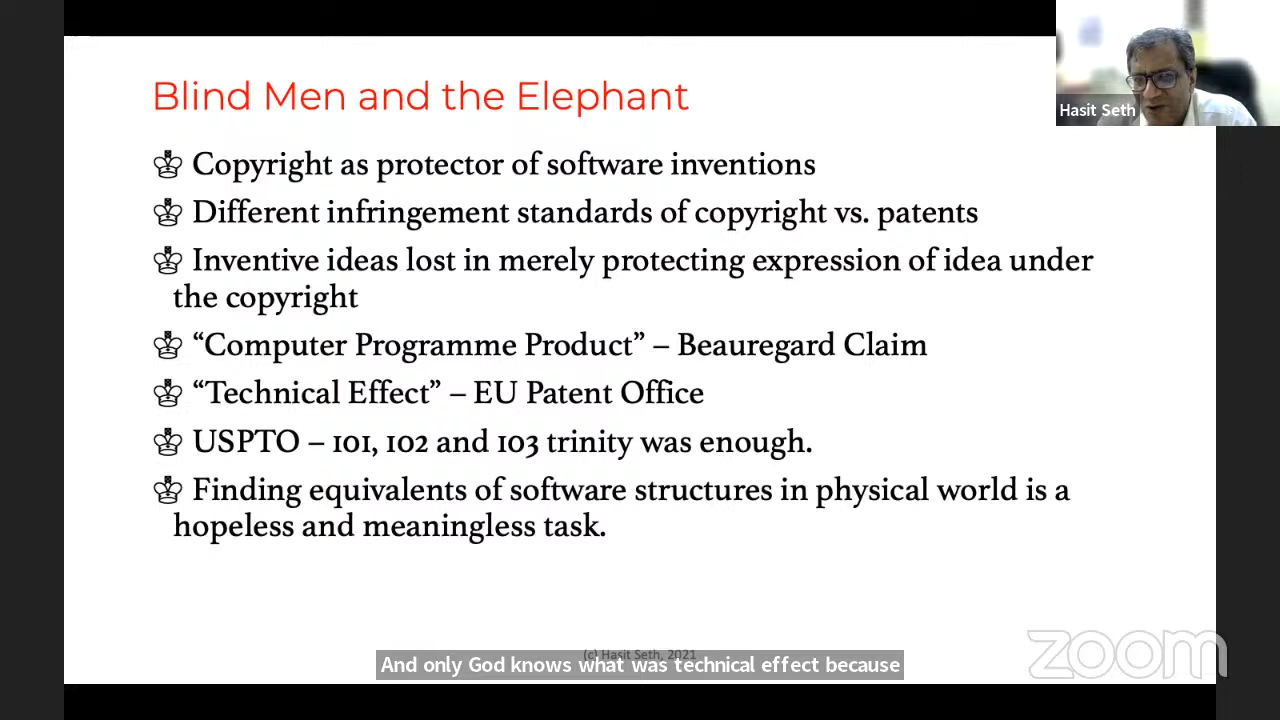 Blind Men and the Elephant
Hasit Seth
Copyright as protector of software inventions
Different infringement standards of copyright vs. patents
Inventive ideas lost in merely protecting expression of idea under
the copyright
“Computer Programme Product” – Beauregard Claim
“Technical Effect” – EU Patent Office
USPTO – 101, 102 and 103 trinity was enough.
Finding equivalents of software structures in physical world is a
hopeless and meaningless task.
(c) Hasit Seth, 2021
And only God knows what was technical effect because
zoom